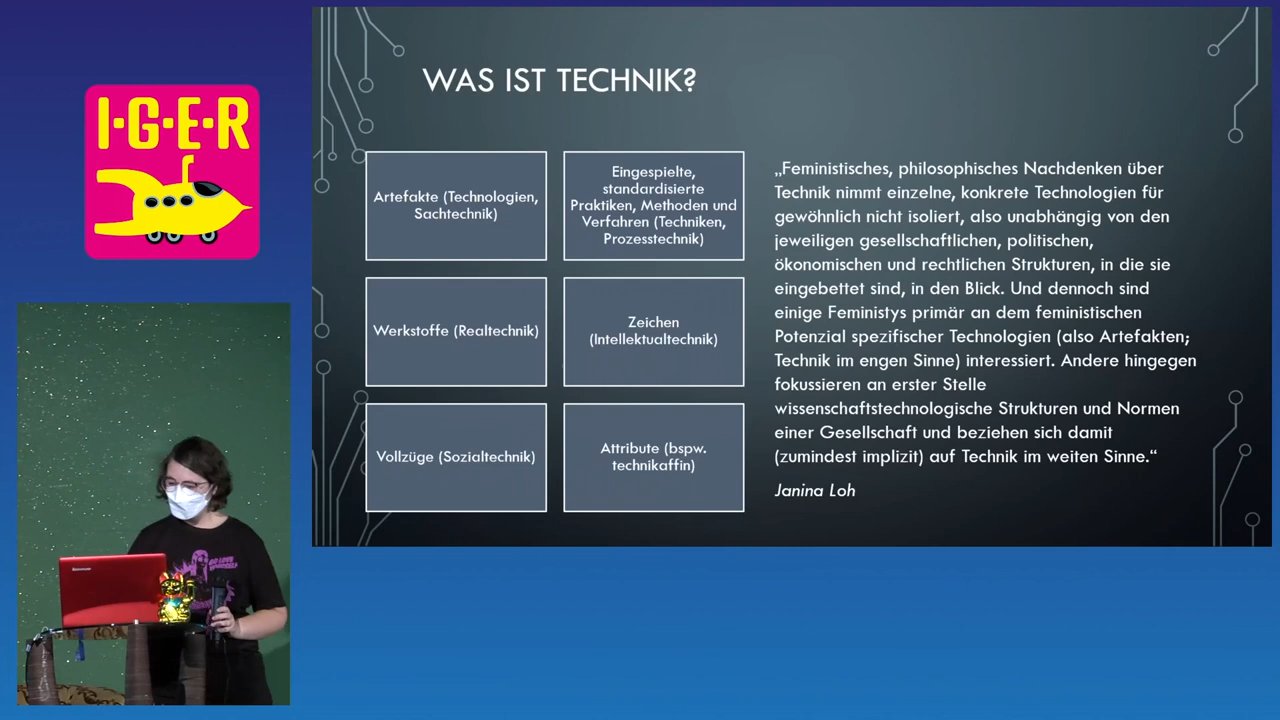 I·G·E·R
WAS IST TECHNIK?
Artefakte (Technologien,
Sachtechnik)
Eingespielte,
standardisierte
Praktiken, Methoden und
Verfahren (Techniken,
Prozesstechnik)
Werkstoffe (Realtechnik)
Zeichen
(Intellektualtechnik)
Vollzüge (Sozialtechnik)
Attribute (bspw.
technikaffin)
„Feministisches, philosophisches Nachdenken über
Technik nimmt einzelne, konkrete Technologien für
gewöhnlich nicht isoliert, also unabhängig von den
jeweiligen gesellschaftlichen, politischen,
ökonomischen und rechtlichen Strukturen, in die sie
eingebettet sind, in den Blick. Und dennoch sind
einige Feministys primär an dem feministischen
Potenzial spezifischer Technologien (also Artefakten;
Technik im engen Sinne) interessiert. Andere hingegen
fokussieren an erster Stelle
wissenschaftstechnologische Strukturen und Normen
einer Gesellschaft und beziehen sich damit
(zumindest implizit) auf Technik im weiten Sinne.“
Janina Loh
GO LOVE
YOURSELF